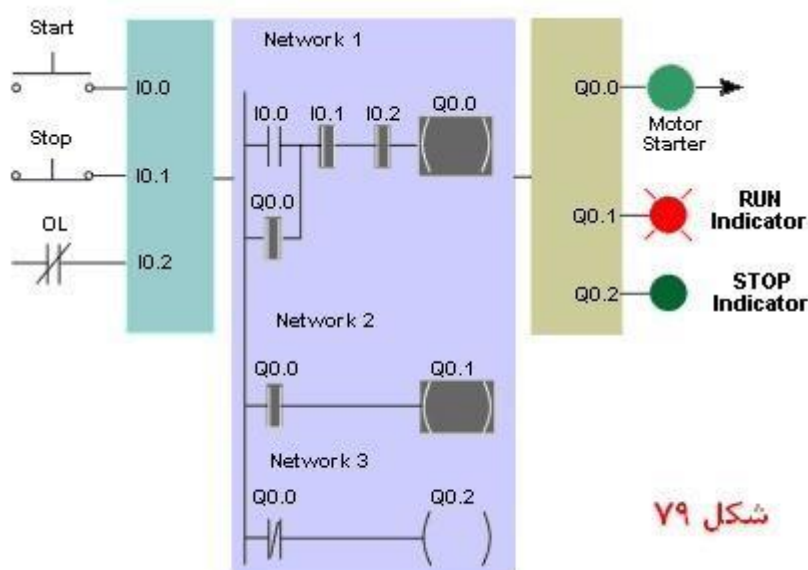 Start
I0.0
Stop
I0.1
OL
I0.2
Network 1
I0.0 I0.1 I0.2 Q0.0
Q0.0
Network 2
Q0.0 Q0.1
Network 3
Q0.0 Q0.2
Q0.0
Motor
Starter
Q0.1
RUN
Indicator
Q0.2
STOP
Indicator
شکل ۷۹